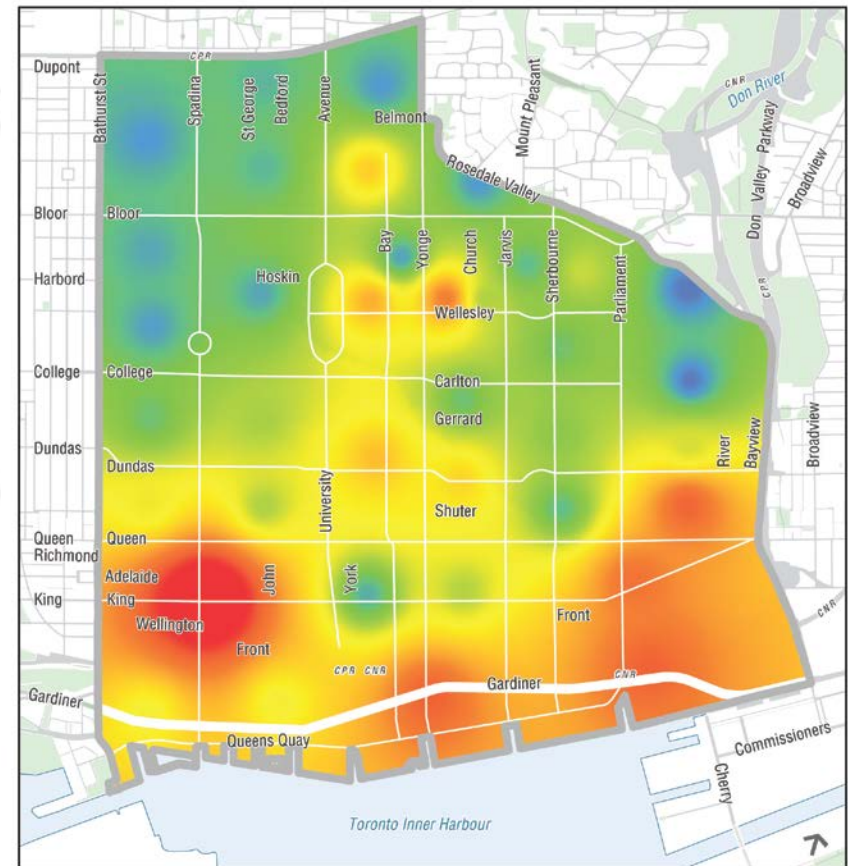 CPR
Dupont
Bathurst St
Spadina
St George
Bedford
Avenue
Belmont
Mount Pleasant
CNR
Don River
Don Valley Parkway
Broadview
Rosedale Valley
Bloor
Bloor
Bay
Yonge
Church
Jarvis
Sherbourne
Parliament
CPR
Harbord
Hoskin
Wellesley
College
College
Carlton
Gerrard
Dundas
Dundas
River
Bayview
Broadview
University
Shuter
Queen
Queen
Richmond
Adelaide
John
York
King
King
Wellington
Front
Front
CNR
CPR CNR
CNR
Gardiner
Gardiner
Queens Quay
Commissioners
Cherry
Toronto Inner Harbour